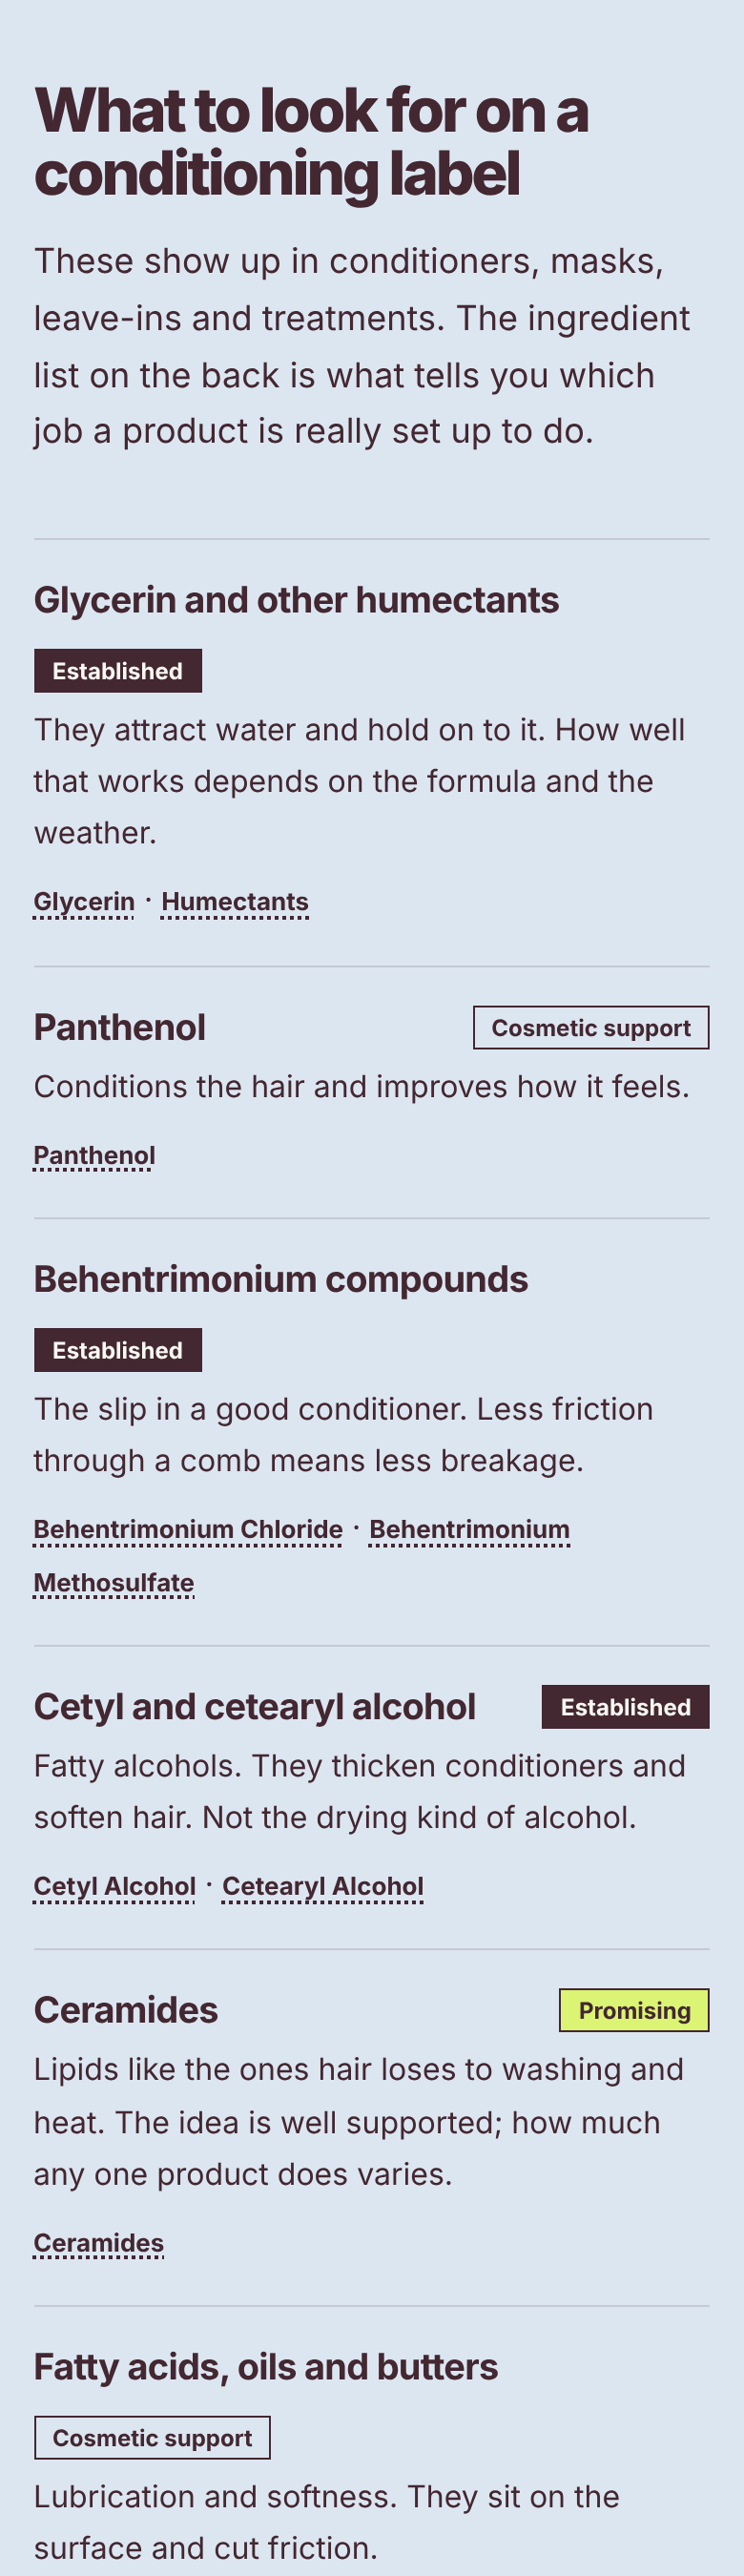 What to look for on a
conditioning label
These show up in conditioners, masks,
leave-ins and treatments. The ingredient
list on the back is what tells you which
job a product is really set up to do.
Glycerin and other humectants
Established
They attract water and hold on to it. How well
that works depends on the formula and the
weather.
Glycerin · Humectants
Panthenol Cosmetic support
Conditions the hair and improves how it feels.
Panthenol
Behentrimonium compounds
Established
The slip in a good conditioner. Less friction
through a comb means less breakage.
Behentrimonium Chloride · Behentrimonium
Methosulfate
Cetyl and cetearyl alcohol Established
Fatty alcohols. They thicken conditioners and
soften hair. Not the drying kind of alcohol.
Cetyl Alcohol · Cetearyl Alcohol
Ceramides Promising
Lipids like the ones hair loses to washing and
heat. The idea is well supported; how much
any one product does varies.
Ceramides
Fatty acids, oils and butters
Cosmetic support
Lubrication and softness. They sit on the
surface and cut friction.